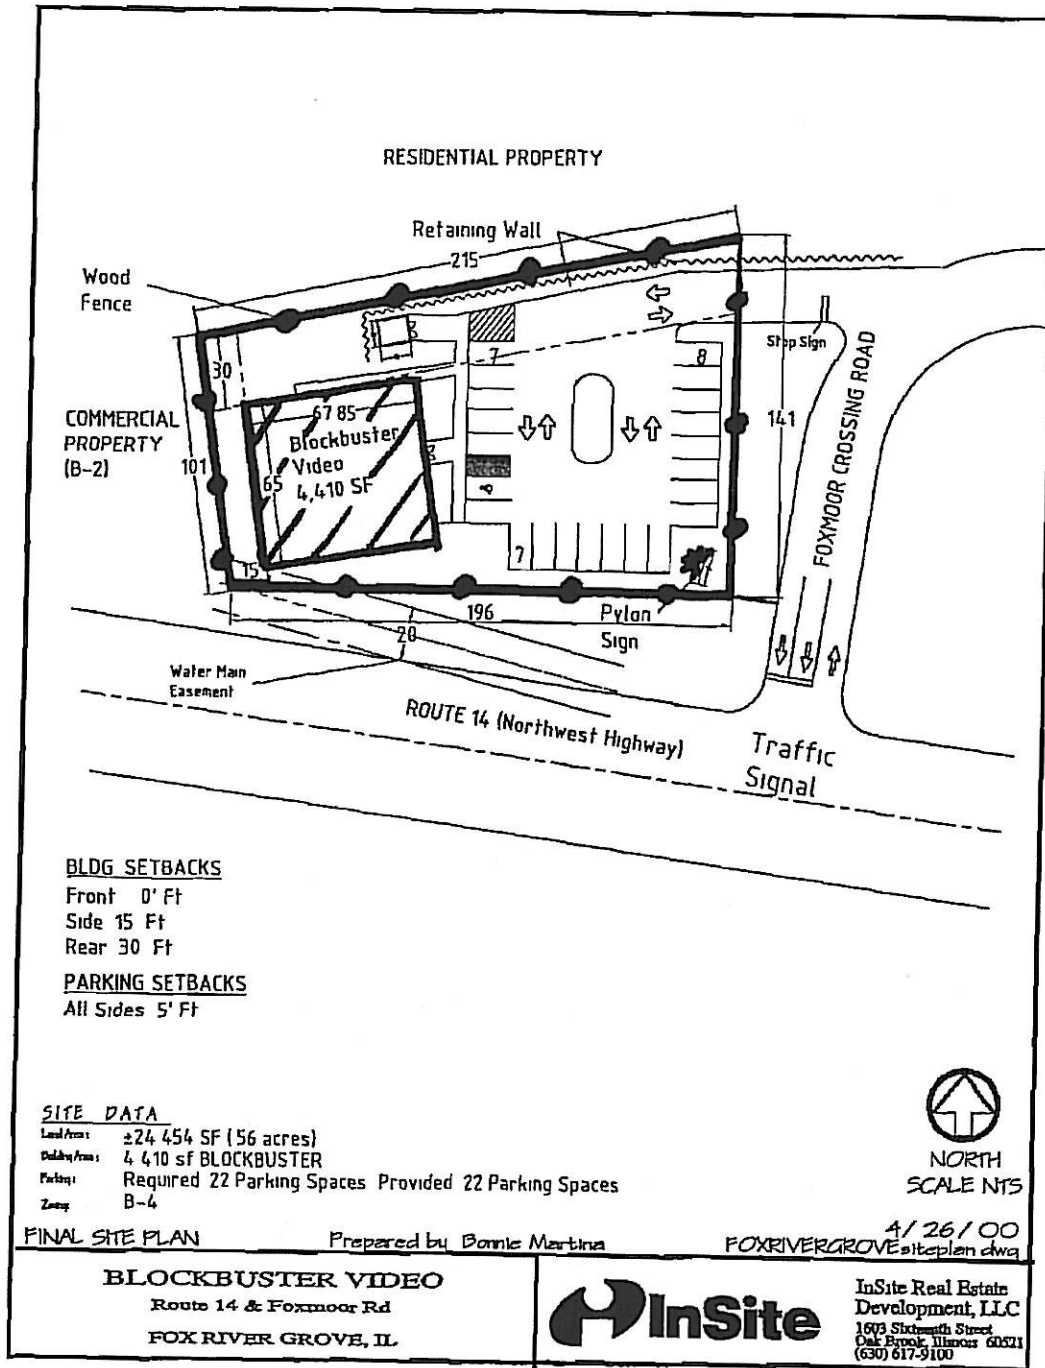 RESIDENTIAL PROPERTY
Retaining Wall
215
Wood
Fence
Stop Sign
30
7
8
COMMERCIAL
PROPERTY
(B-2)
67 85
Blockbuster
Video
4,410 SF
65
101
141
FOXMOOR CROSSING ROAD
15
7
196
Pylon
Sign
20
Water Main
Easement
ROUTE 14 (Northwest Highway)
Traffic
Signal
BLDG SETBACKS
Front 0' Ft
Side 15 Ft
Rear 30 Ft
PARKING SETBACKS
All Sides 5' Ft
SITE DATA
Land Area: ±24 454 SF (56 acres)
Building Area: 4 410 sf BLOCKBUSTER
Parking: Required 22 Parking Spaces Provided 22 Parking Spaces
Zoning B-4
NORTH
SCALE NTS
4/26/00
FINAL SITE PLAN
Prepared by Bonnie Martina
FOXRIVERGROVEsiteplan dwg
BLOCKBUSTER VIDEO
Route 14 & Foxmoor Rd
FOX RIVER GROVE, IL
InSite
InSite Real Estate
Development, LLC
1603 Sixteenth Street
Oak Brook, Illinois 60521
(630) 617-9100